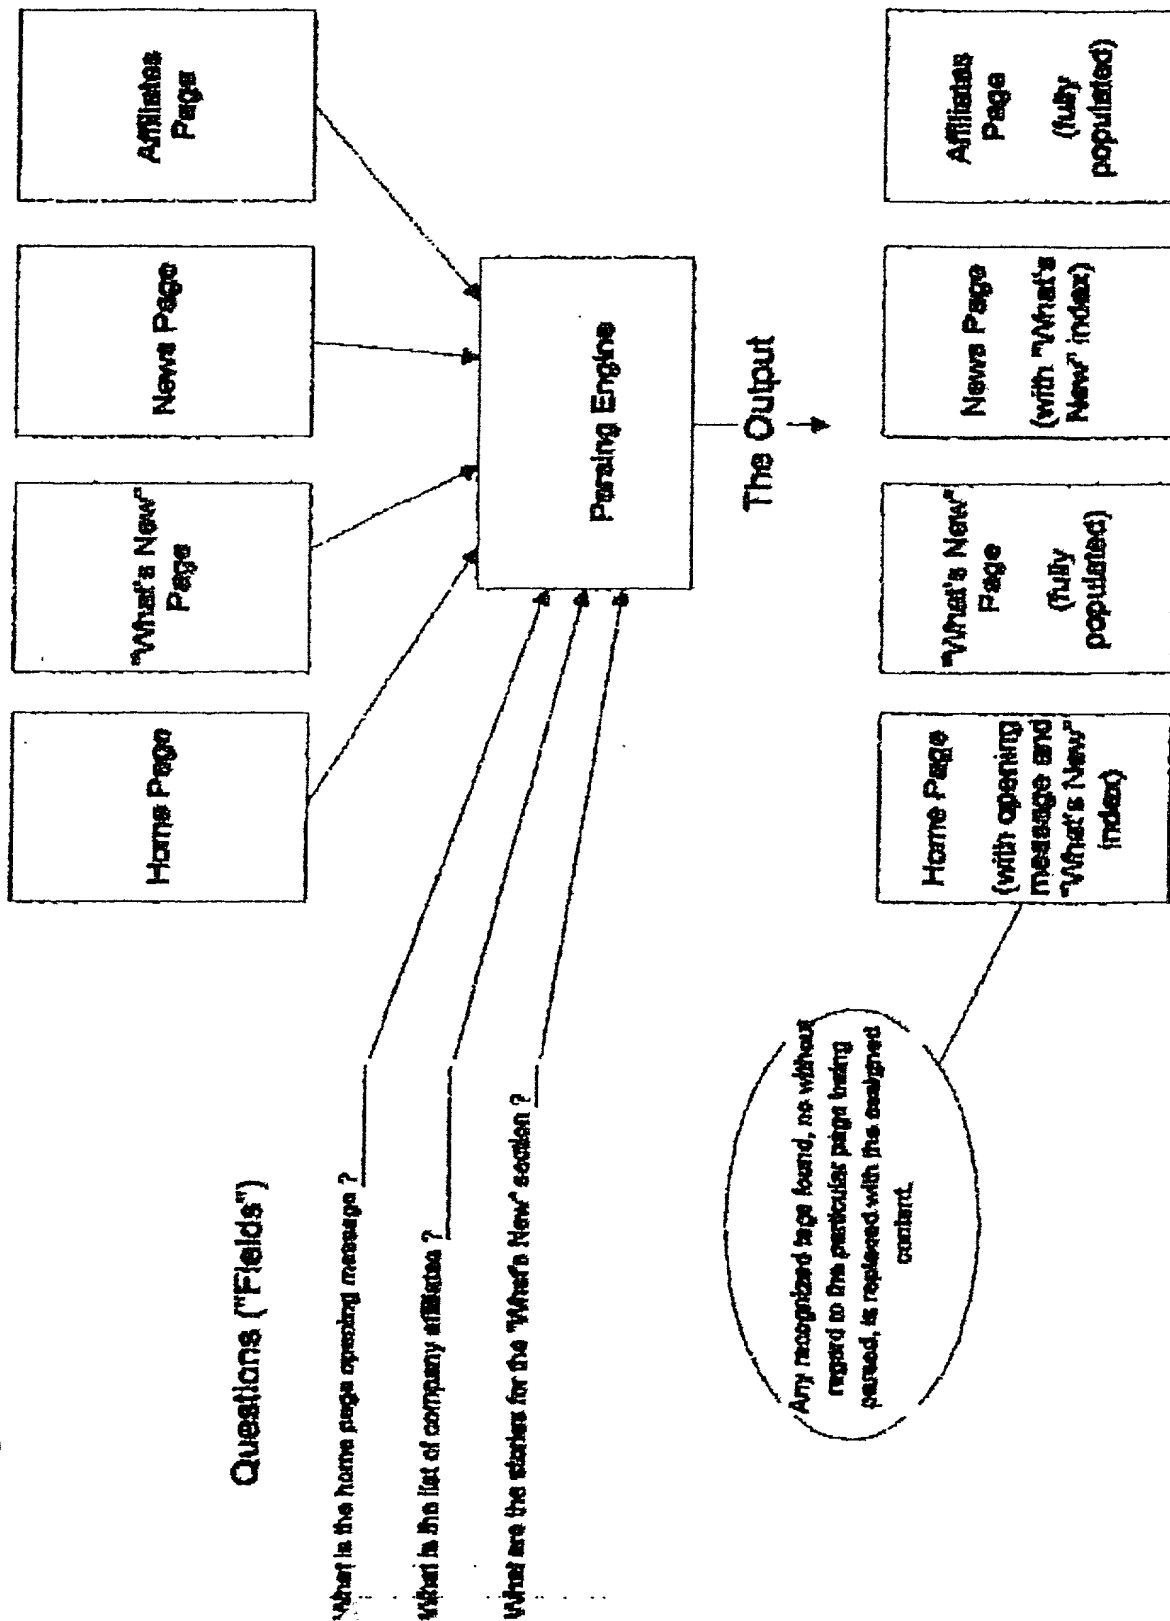 Home Page
"What's New"
Page
News Page
Affiliates
Page
Questions ("Fields")
What is the home page opening message ?
What is the list of company affiliates ?
What are the stories for the "What's New" section ?
Parsing Engine
The Output
Any recognized tags found, no without
regard to the particular page being
parsed, is replaced with the assigned
content.
Home Page
(with opening
message and
"What's New"
index)
"What's New"
Page
(fully
populated)
News Page
(with "What's
New" index)
Affiliates
Page
(fully
populated)